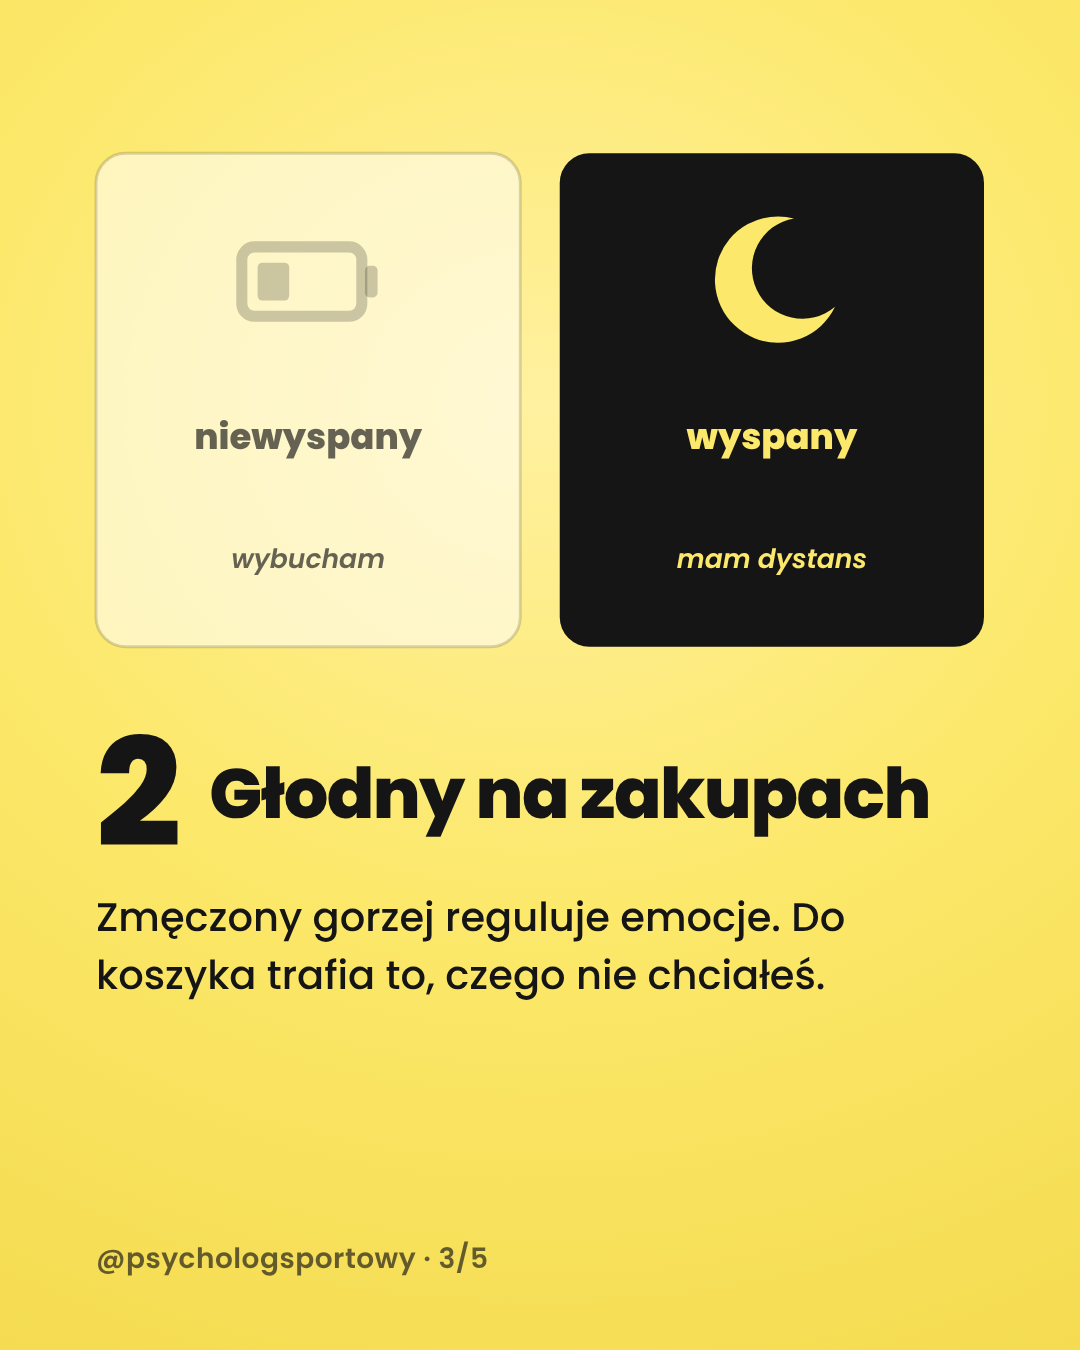 niewyspany
wybucham
wyspany
mam dystans
2 Głodny na zakupach
Zmęczony gorzej reguluje emocje. Do
koszyka trafia to, czego nie chciałeś.
@psychologsportowy · 3/5